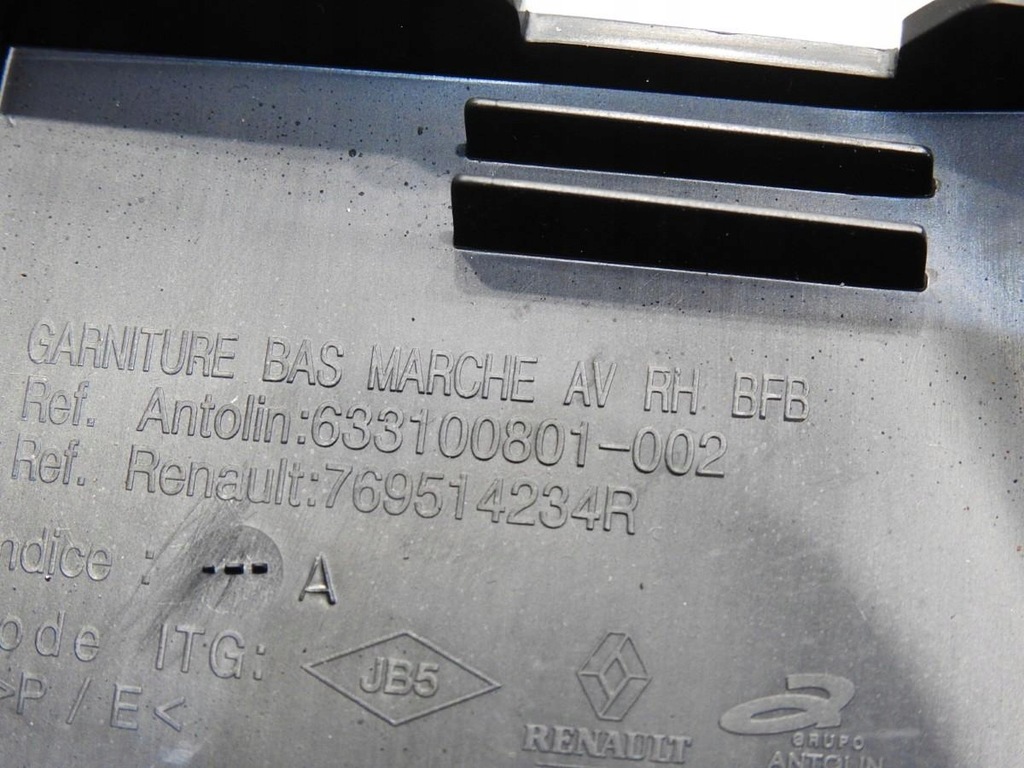 GARNITURE BAS MARCHE AV RH BFB
Ref. Antolin:633100801-002
Ref. Renault:769514234R
ndice : --- A
ode ITG: JB5
>P / E<
RENAULT
GRUPO
ANTOLIN